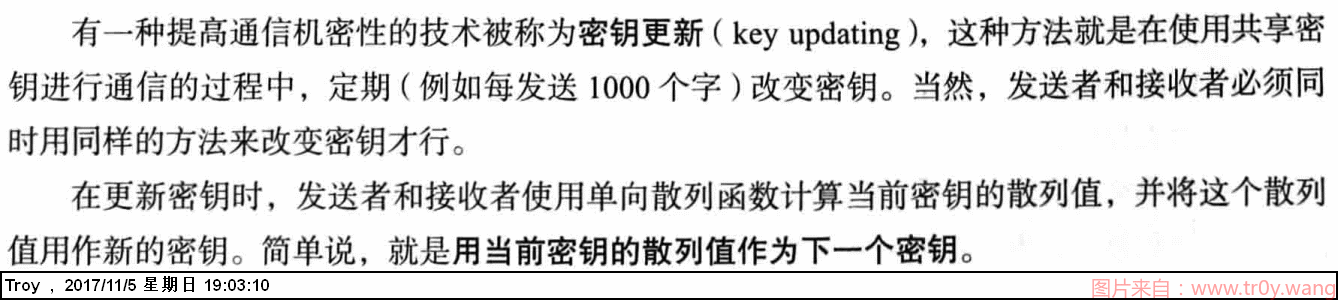 有一种提高通信机密性的技术被称为密钥更新（key updating），这种方法就是在使用共享密
钥进行通信的过程中，定期（例如每发送 1000 个字）改变密钥。当然，发送者和接收者必须同
时用同样的方法来改变密钥才行。
在更新密钥时，发送者和接收者使用单向散列函数计算当前密钥的散列值，并将这个散列
值用作新的密钥。简单说，就是用当前密钥的散列值作为下一个密钥。
Troy , 2017/11/5 星期日 19:03:10
图片来自：www.tr0y.wang